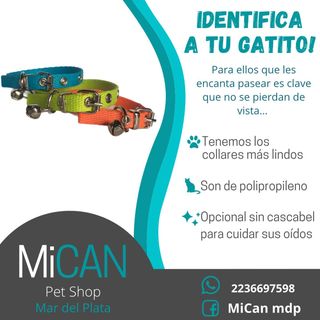 ¡IDENTIFICA
A TU GATITO!
Para ellos que les
encanta pasear es clave
que no se pierdan de
vista...
Tenemos los
collares más lindos
Son de polipropileno
Opcional sin cascabel
para cuidar sus oídos
MiCAN
Pet Shop
Mar del Plata
2236697598
MiCan mdp